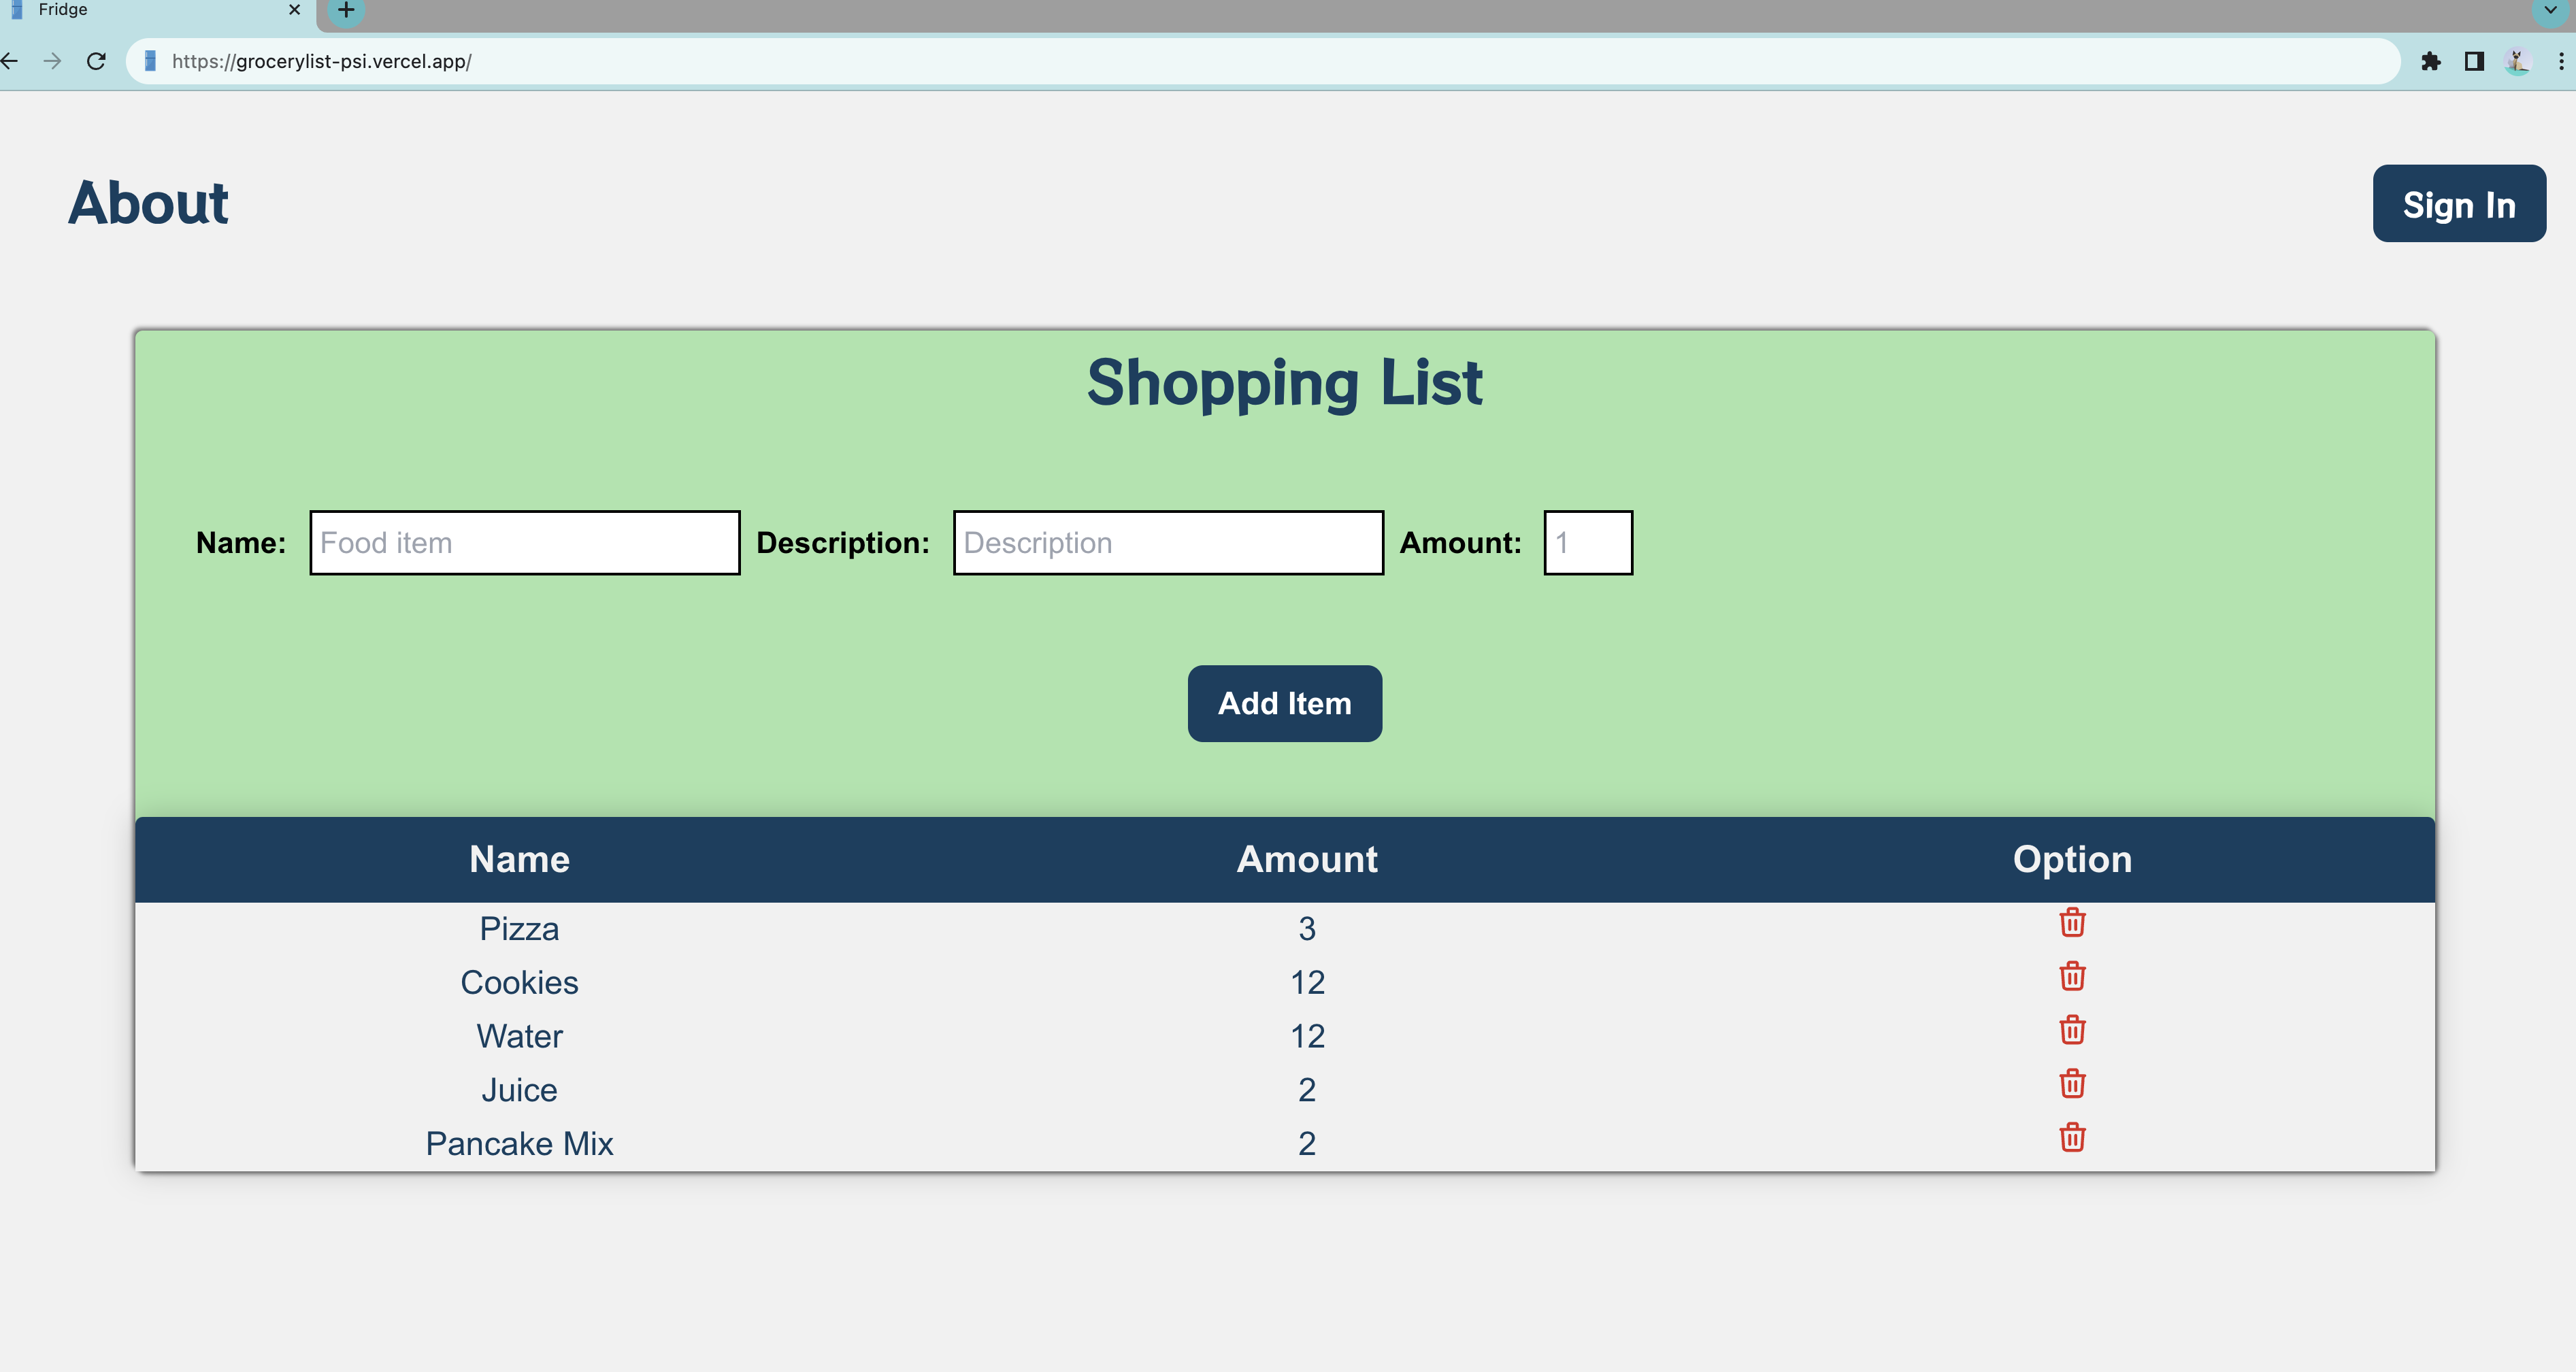 Fridge
https://grocerylist-psi.vercel.app/
About
Sign In
Shopping List
Name: Food item Description: Description Amount: 1
Add Item
Name Amount Option
Pizza 3
Cookies 12
Water 12
Juice 2
Pancake Mix 2